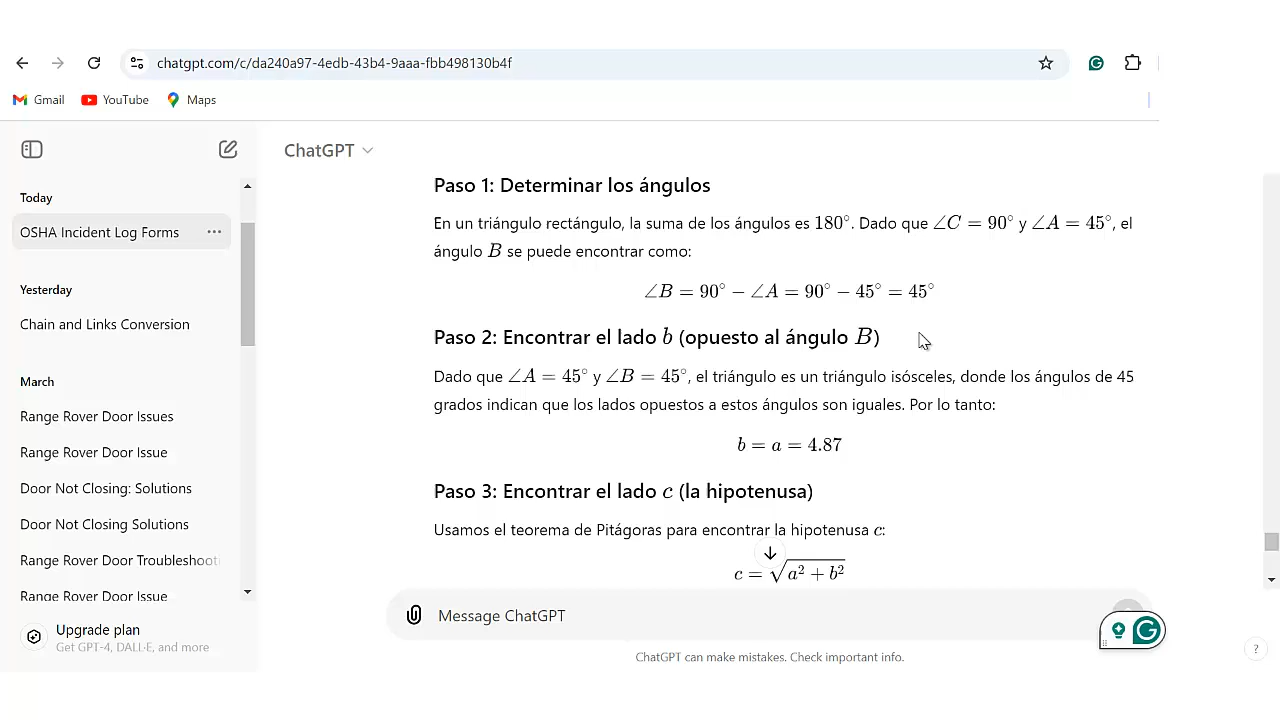 chatgpt.com/c/da240a97-4edb-43b4-9aaa-fbb498130b4f
Gmail YouTube Maps
ChatGPT
Today
OSHA Incident Log Forms ...
Yesterday
Chain and Links Conversion
March
Range Rover Door Issues
Range Rover Door Issue
Door Not Closing: Solutions
Door Not Closing Solutions
Range Rover Door Troubleshooti
Range Rover Door Issue
Upgrade plan
Get GPT-4, DALL·E, and more
Paso 1: Determinar los ángulos
En un triángulo rectángulo, la suma de los ángulos es 180°. Dado que ∠C = 90° y ∠A = 45°, el
ángulo B se puede encontrar como:
∠B = 90° − ∠A = 90° − 45° = 45°
Paso 2: Encontrar el lado b (opuesto al ángulo B)
Dado que ∠A = 45° y ∠B = 45°, el triángulo es un triángulo isósceles, donde los ángulos de 45
grados indican que los lados opuestos a estos ángulos son iguales. Por lo tanto:
b = a = 4.87
Paso 3: Encontrar el lado c (la hipotenusa)
Usamos el teorema de Pitágoras para encontrar la hipotenusa c:
c = √(a² + b²)
Message ChatGPT
ChatGPT can make mistakes. Check important info.
?